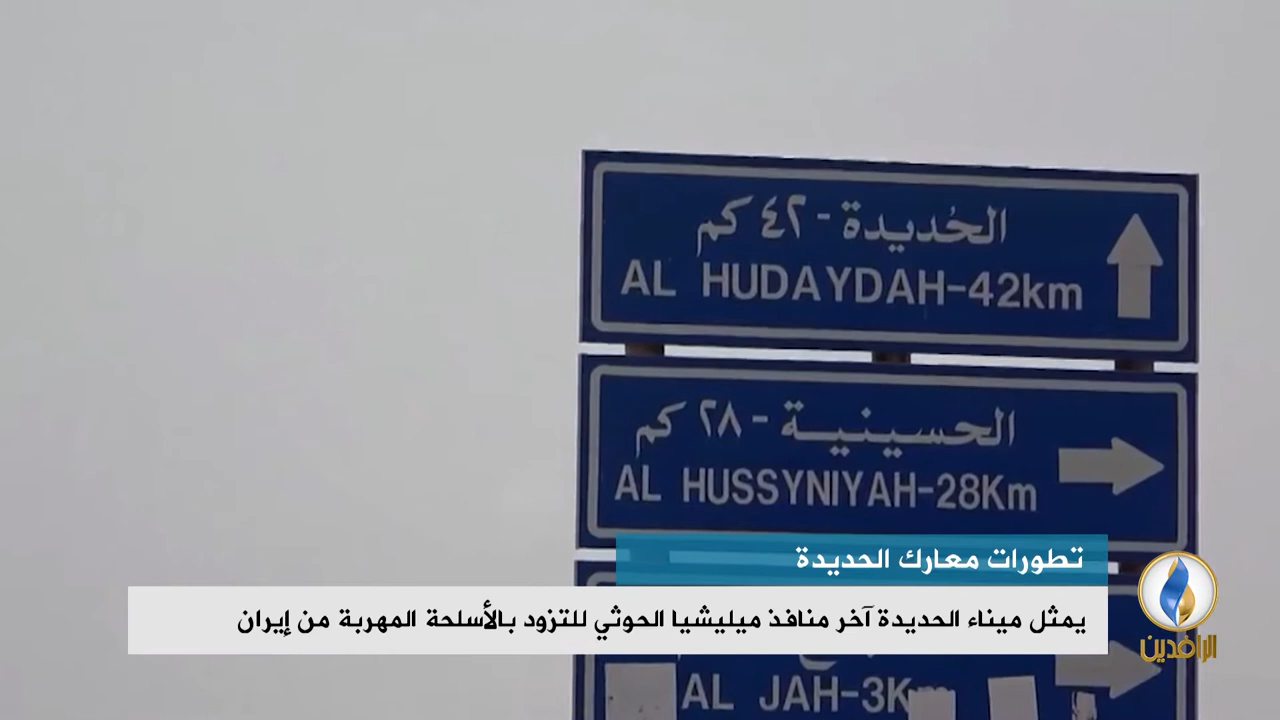 الحُديدة - ٤٢ كم
AL HUDAYDAH-42km
الحسينية - ٢٨ كم
AL HUSSYNIYAH-28Km
تطورات معارك الحديدة
يمثل ميناء الحديدة آخر منافذ ميليشيا الحوثي للتزود بالأسلحة المهربة من إيران
الرافدين
AL JAH-3Km